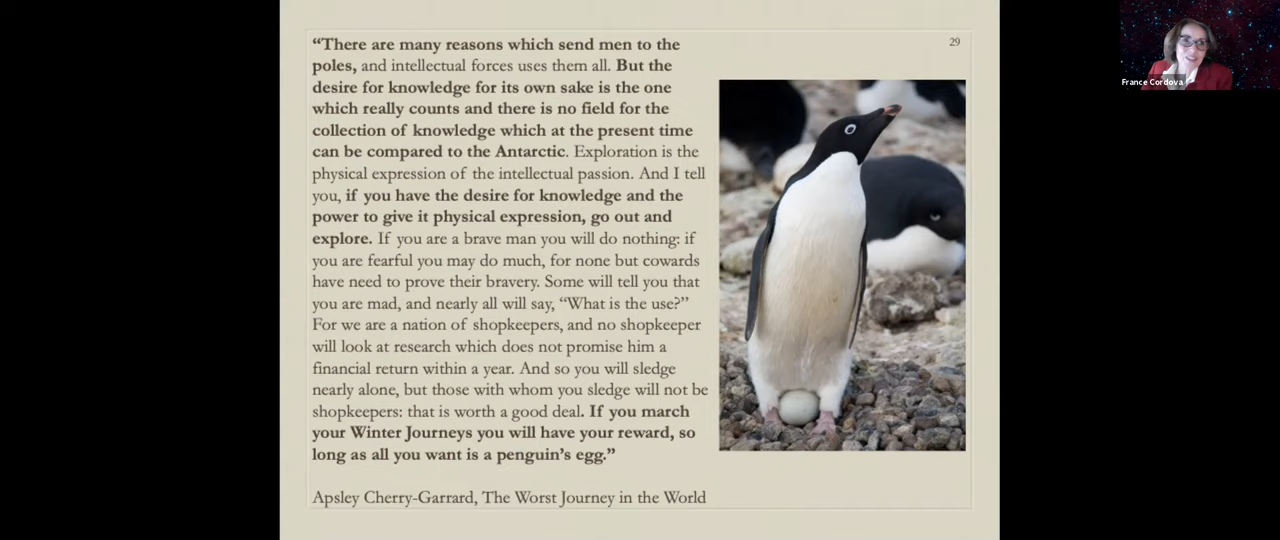 “There are many reasons which send men to the
poles, and intellectual forces uses them all. But the
desire for knowledge for its own sake is the one
which really counts and there is no field for the
collection of knowledge which at the present time
can be compared to the Antarctic. Exploration is the
physical expression of the intellectual passion. And I tell
you, if you have the desire for knowledge and the
power to give it physical expression, go out and
explore. If you are a brave man you will do nothing: if
you are fearful you may do much, for none but cowards
have need to prove their bravery. Some will tell you that
you are mad, and nearly all will say, “What is the use?”
For we are a nation of shopkeepers, and no shopkeeper
will look at research which does not promise him a
financial return within a year. And so you will sledge
nearly alone, but those with whom you sledge will not be
shopkeepers: that is worth a good deal. If you march
your Winter Journeys you will have your reward, so
long as all you want is a penguin’s egg.”
Apsley Cherry-Garrard, The Worst Journey in the World
29
France Cordova